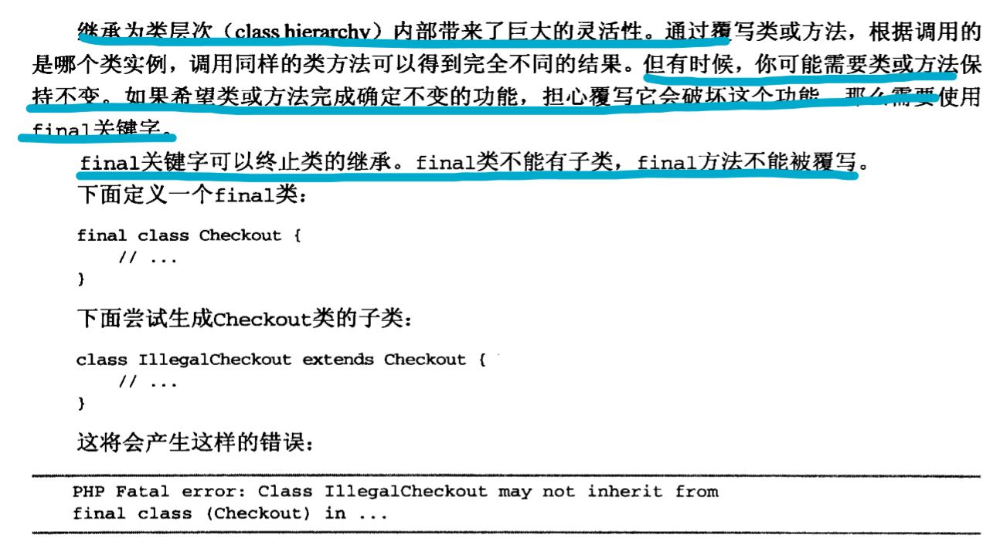 继承为类层次（class hierarchy）内部带来了巨大的灵活性。通过覆写类或方法，根据调用的
是哪个类实例，调用同样的类方法可以得到完全不同的结果。但有时候，你可能需要类或方法保
持不变。如果希望类或方法完成确定不变的功能，担心覆写它会破坏这个功能，那么需要使用
final关键字。
final关键字可以终止类的继承。final类不能有子类，final方法不能被覆写。
下面定义一个final类：
final class Checkout {
// ...
}
下面尝试生成Checkout类的子类：
class IllegalCheckout extends Checkout {
// ...
}
这将会产生这样的错误：
PHP Fatal error: Class IllegalCheckout may not inherit from
final class (Checkout) in ...